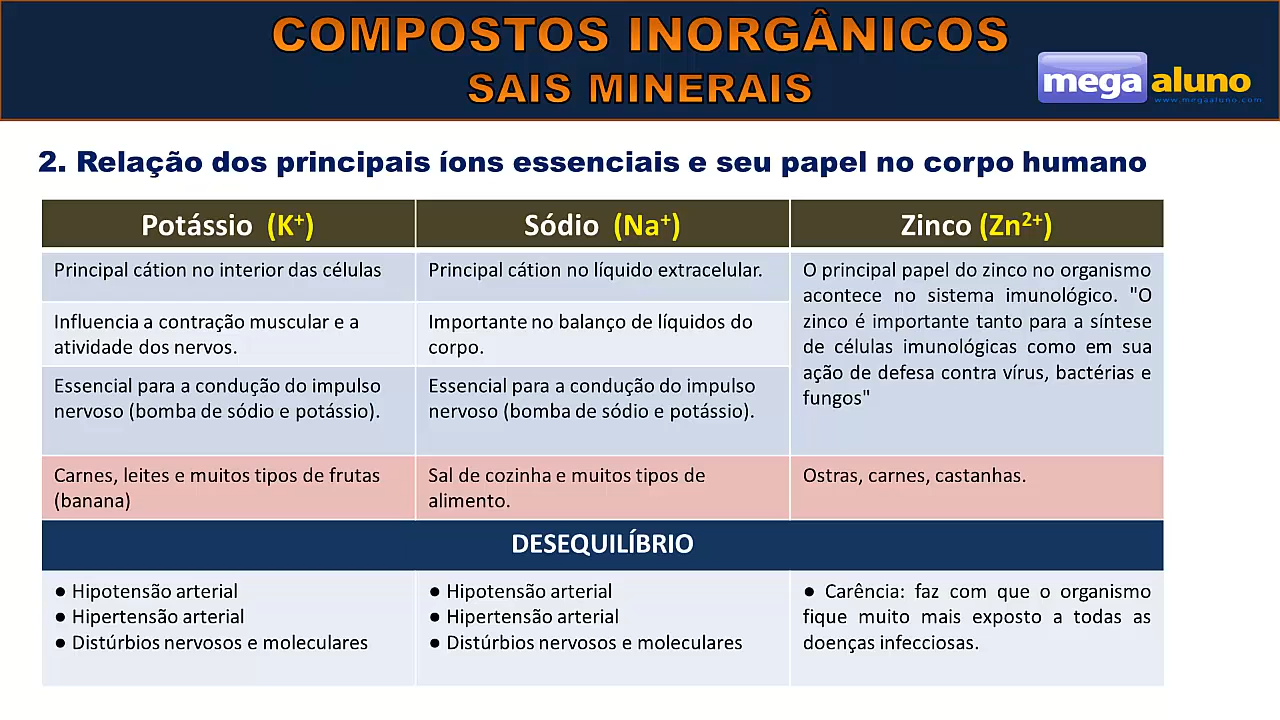 COMPOSTOS INORGÂNICOS
SAIS MINERAIS
mega aluno
www.megaaluno.com
2. Relação dos principais íons essenciais e seu papel no corpo humano
Potássio (K⁺)
Sódio (Na⁺)
Zinco (Zn²⁺)
Principal cátion no interior das células
Principal cátion no líquido extracelular.
O principal papel do zinco no organismo
acontece no sistema imunológico. "O
zinco é importante tanto para a síntese
de células imunológicas como em sua
ação de defesa contra vírus, bactérias e
fungos"
Influencia a contração muscular e a
atividade dos nervos.
Importante no balanço de líquidos do
corpo.
Essencial para a condução do impulso
nervoso (bomba de sódio e potássio).
Essencial para a condução do impulso
nervoso (bomba de sódio e potássio).
Carnes, leites e muitos tipos de frutas
(banana)
Sal de cozinha e muitos tipos de
alimento.
Ostras, carnes, castanhas.
DESEQUILÍBRIO
● Hipotensão arterial
● Hipertensão arterial
● Distúrbios nervosos e moleculares
● Hipotensão arterial
● Hipertensão arterial
● Distúrbios nervosos e moleculares
● Carência: faz com que o organismo
fique muito mais exposto a todas as
doenças infecciosas.